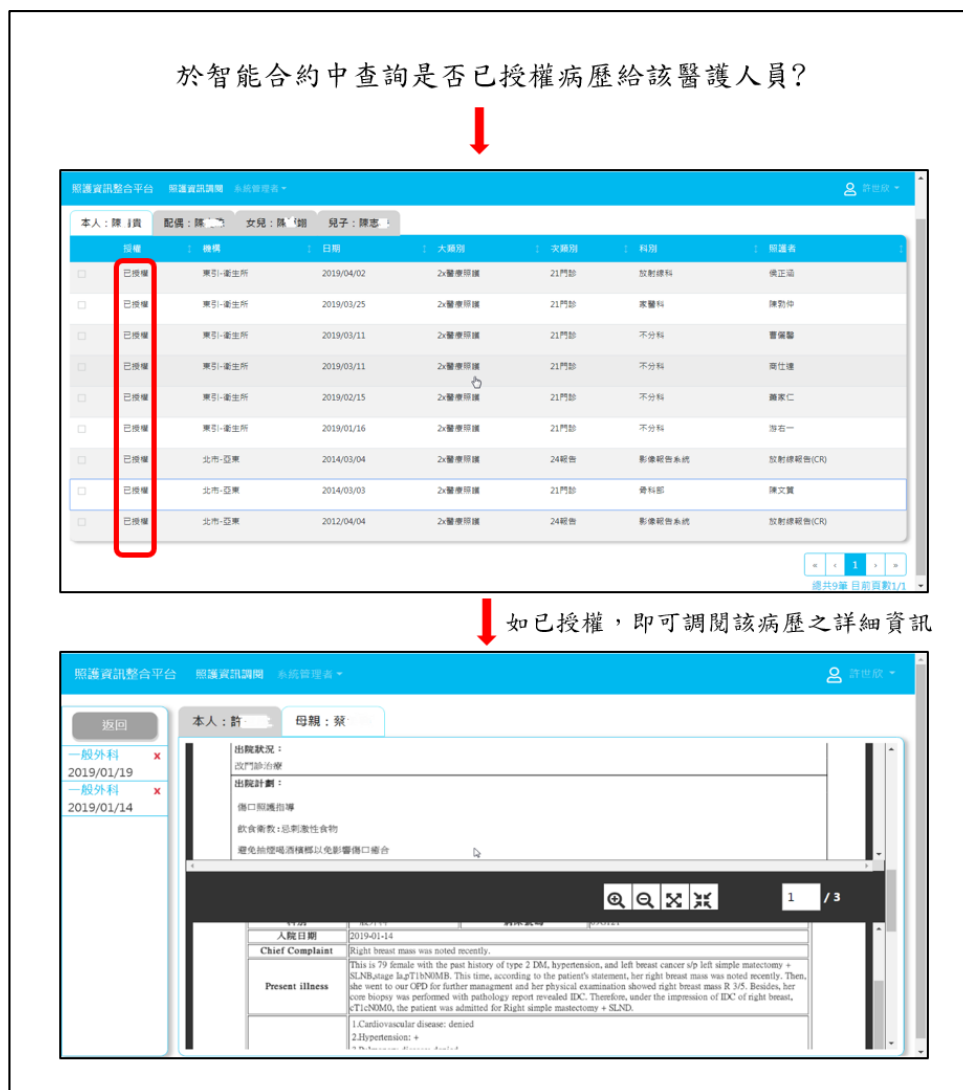 於智能合約中查詢是否已授權病歷給該醫護人員?
照護資訊整合平台 照護資訊調閱 系統管理者 許世欣
本人：陳 貴 配偶：陳 女兒：陳 翊 兒子：陳志
授權 機構 日期 大類別 次類別 科別 照護者
已授權 東引-衛生所 2019/04/02 2x醫療照護 21門診 放射線科 侯正涵
已授權 東引-衛生所 2019/03/25 2x醫療照護 21門診 家醫科 陳勁仲
已授權 東引-衛生所 2019/03/11 2x醫療照護 21門診 不分科
已授權 東引-衛生所 2019/03/11 2x醫療照護 21門診 不分科 商仕達
已授權 東引-衛生所 2019/02/15 2x醫療照護 21門診 不分科 蕭家仁
已授權 東引-衛生所 2019/01/16 2x醫療照護 21門診 不分科 游右一
已授權 北市-亞東 2014/03/04 2x醫療照護 24報告 影像報告系統 放射線報告(CR)
已授權 北市-亞東 2014/03/03 2x醫療照護 21門診 骨科部 陳文翼
已授權 北市-亞東 2012/04/04 2x醫療照護 24報告 影像報告系統 放射線報告(CR)
« ‹ 1 › »
總共9筆 目前頁數1/1
如已授權，即可調閱該病歷之詳細資訊
照護資訊整合平台 照護資訊調閱 系統管理者 許世欣
返回 本人：許 母親：蔡
一般外科 x
2019/01/19
一般外科 x
2019/01/14
出院狀況：
改門診治療
出院計劃：
傷口照護指導
飲食衛教:忌刺激性食物
避免抽煙喝酒檳榔以免影響傷口癒合
1 / 3
入院日期 2019-01-14
Chief Complaint Right breast mass was noted recently.
Present illness
This is 79 female with the past history of type 2 DM, hypertension, and left breast cancer s/p left simple matectomy +
SLNB,stage Ia,pT1bN0MB. This time, according to the patient's statement, her right breast mass was noted recently. Then,
she went to our OPD for further managment and her physical examination showed right breast mass R 3/5. Besides, her
core biopsy was performed with pathology report revealed IDC. Therefore, under the impression of IDC of right breast,
cT1cN0M0, the patient was admitted for Right simple mastectomy + SLND.
1.Cardiovascular disease: denied
2.Hypertension: +